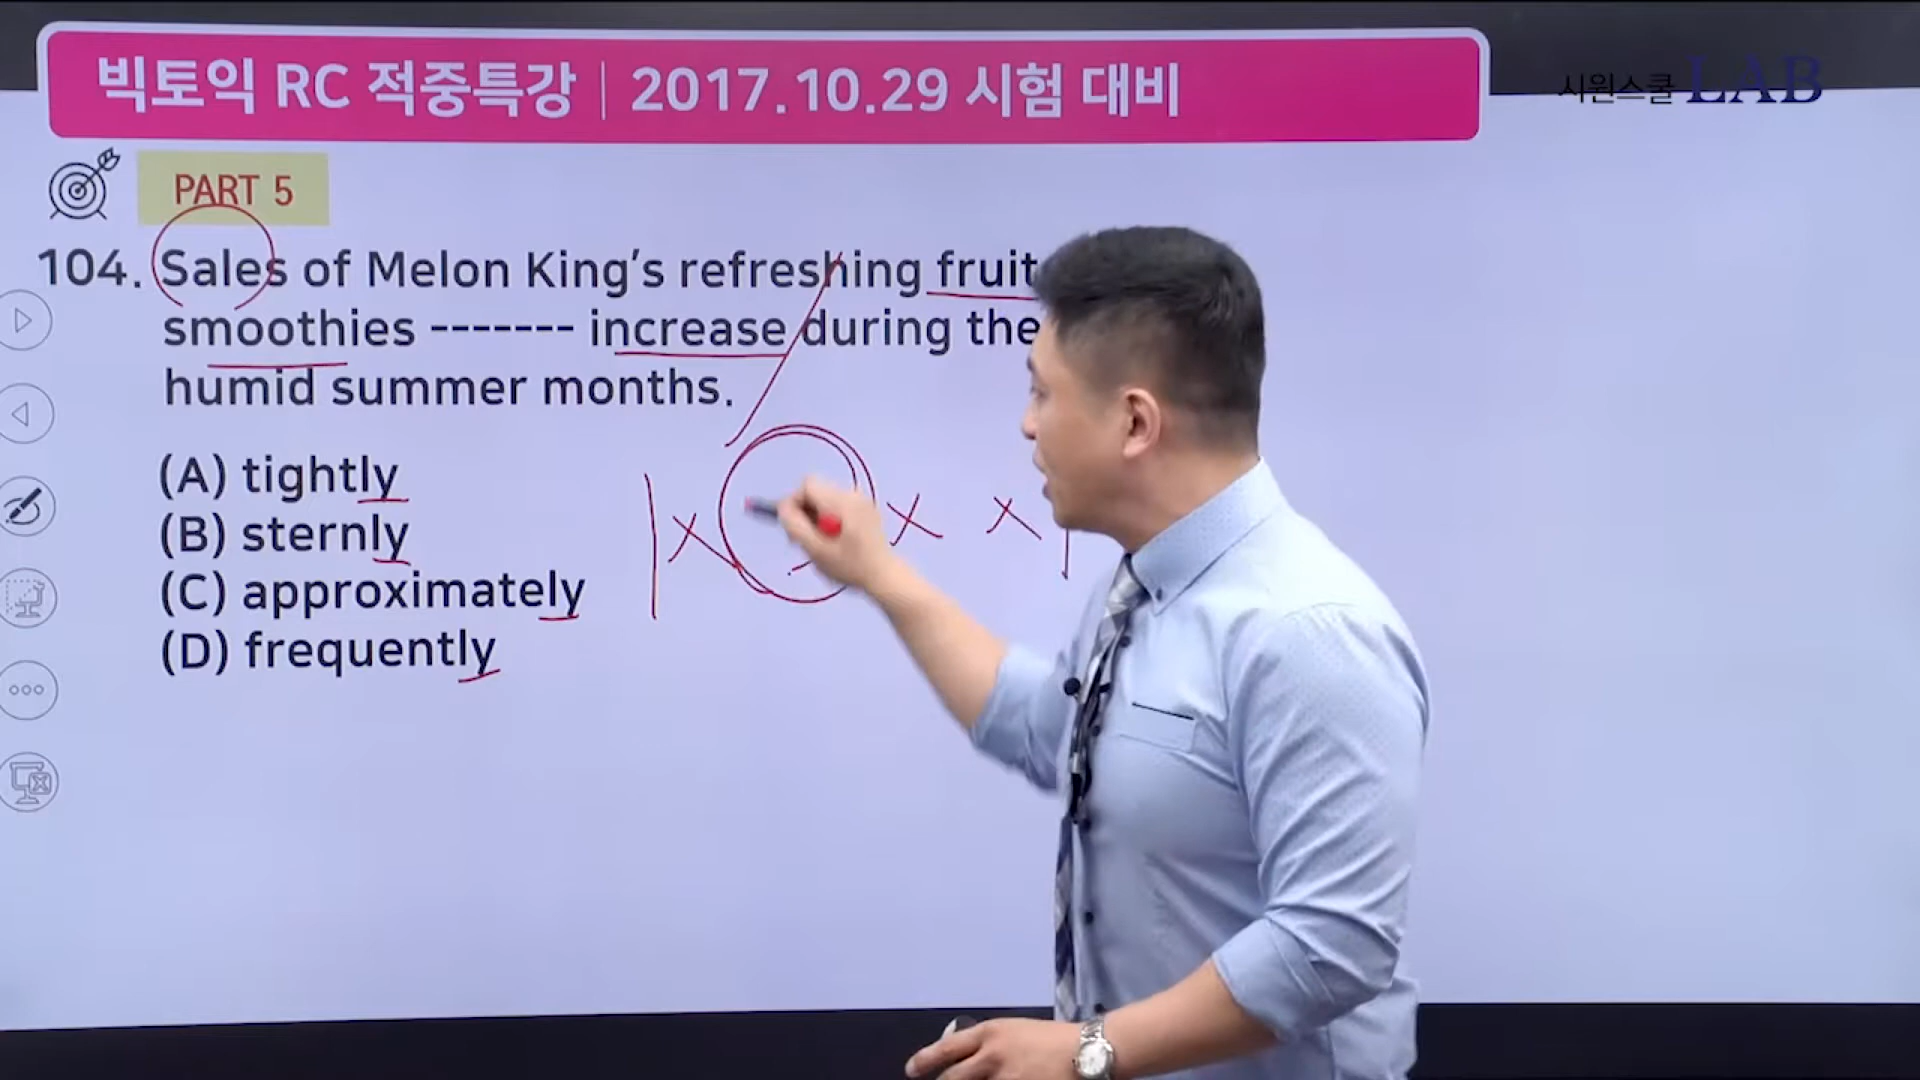 빅토익 RC 적중특강 | 2017.10.29 시험 대비
시원스쿨 LAB
PART 5
104. Sales of Melon King's refreshing fruit
smoothies ------- increase during the
humid summer months.
(A) tightly
(B) sternly
(C) approximately
(D) frequently